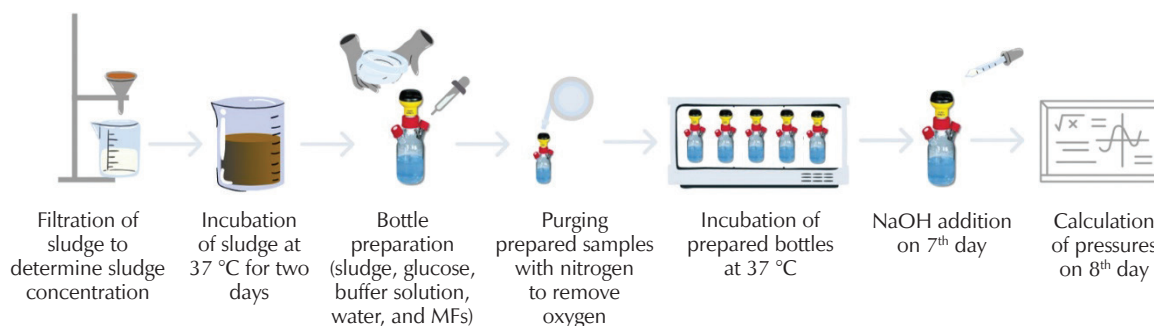 Filtration of
sludge to
determine sludge
concentration
Incubation
of sludge at
37 °C for two
days
Bottle
preparation
(sludge, glucose,
buffer solution,
water, and MFs)
Purging
prepared samples
with nitrogen
to remove
oxygen
Incubation of
prepared bottles
at 37 °C
NaOH addition
on 7th day
√x =
Calculation
of pressures
on 8th day